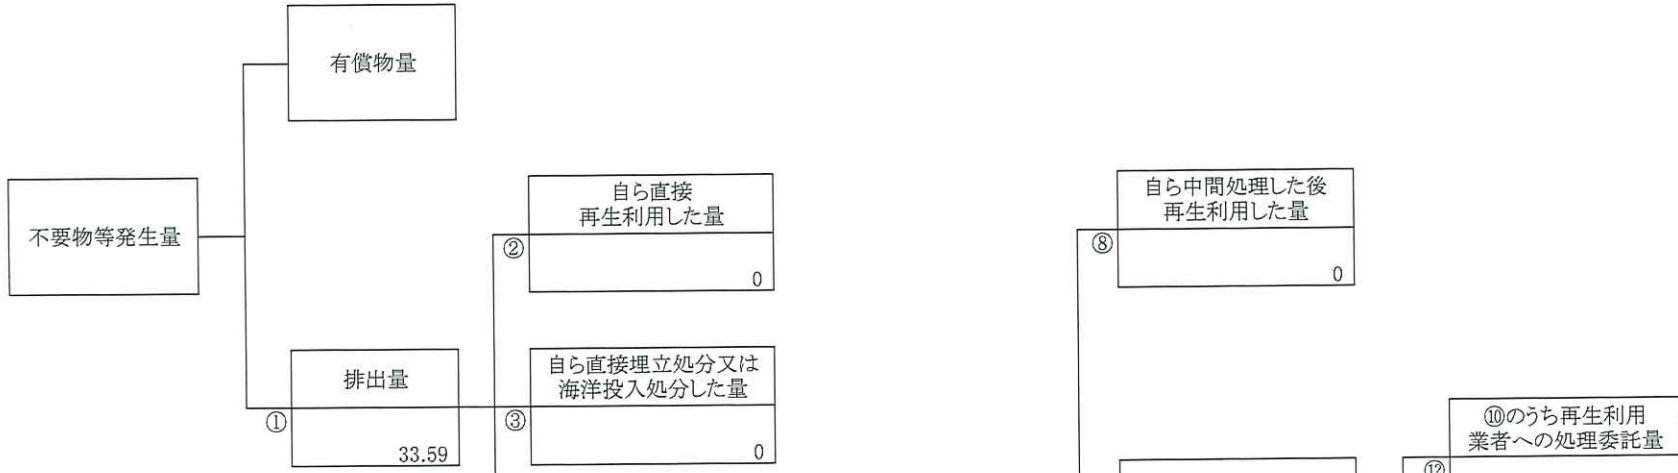 有償物量
不要物等発生量
自ら直接
再生利用した量
②
0
自ら中間処理した後
再生利用した量
⑧
0
排出量
①
33.59
自ら直接埋立処分又は
海洋投入処分した量
③
0
⑩のうち再生利用
業者への処理委託量
⑫